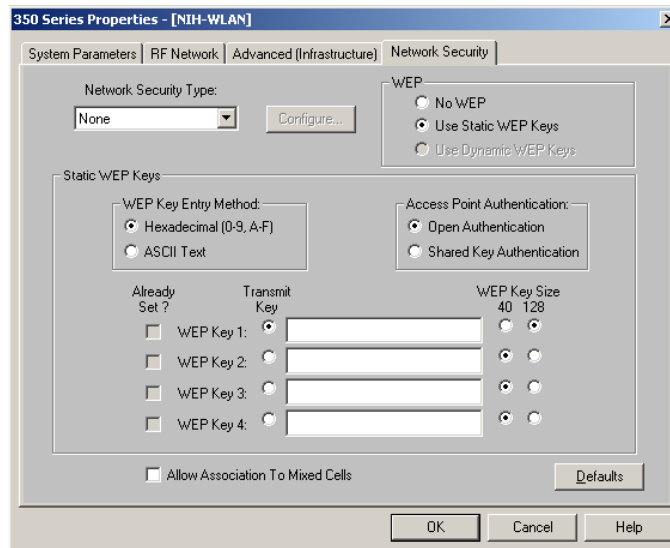 350 Series Properties - [NIH-WLAN]
System Parameters
RF Network
Advanced (Infrastructure)
Network Security
Network Security Type:
None
Configure...
WEP
No WEP
Use Static WEP Keys
Use Dynamic WEP Keys
Static WEP Keys
WEP Key Entry Method:
Hexadecimal (0-9, A-F)
ASCII Text
Access Point Authentication:
Open Authentication
Shared Key Authentication
Already Set ?
Transmit Key
WEP Key Size
40 128
WEP Key 1:
WEP Key 2:
WEP Key 3:
WEP Key 4:
Allow Association To Mixed Cells
Defaults
OK
Cancel
Help